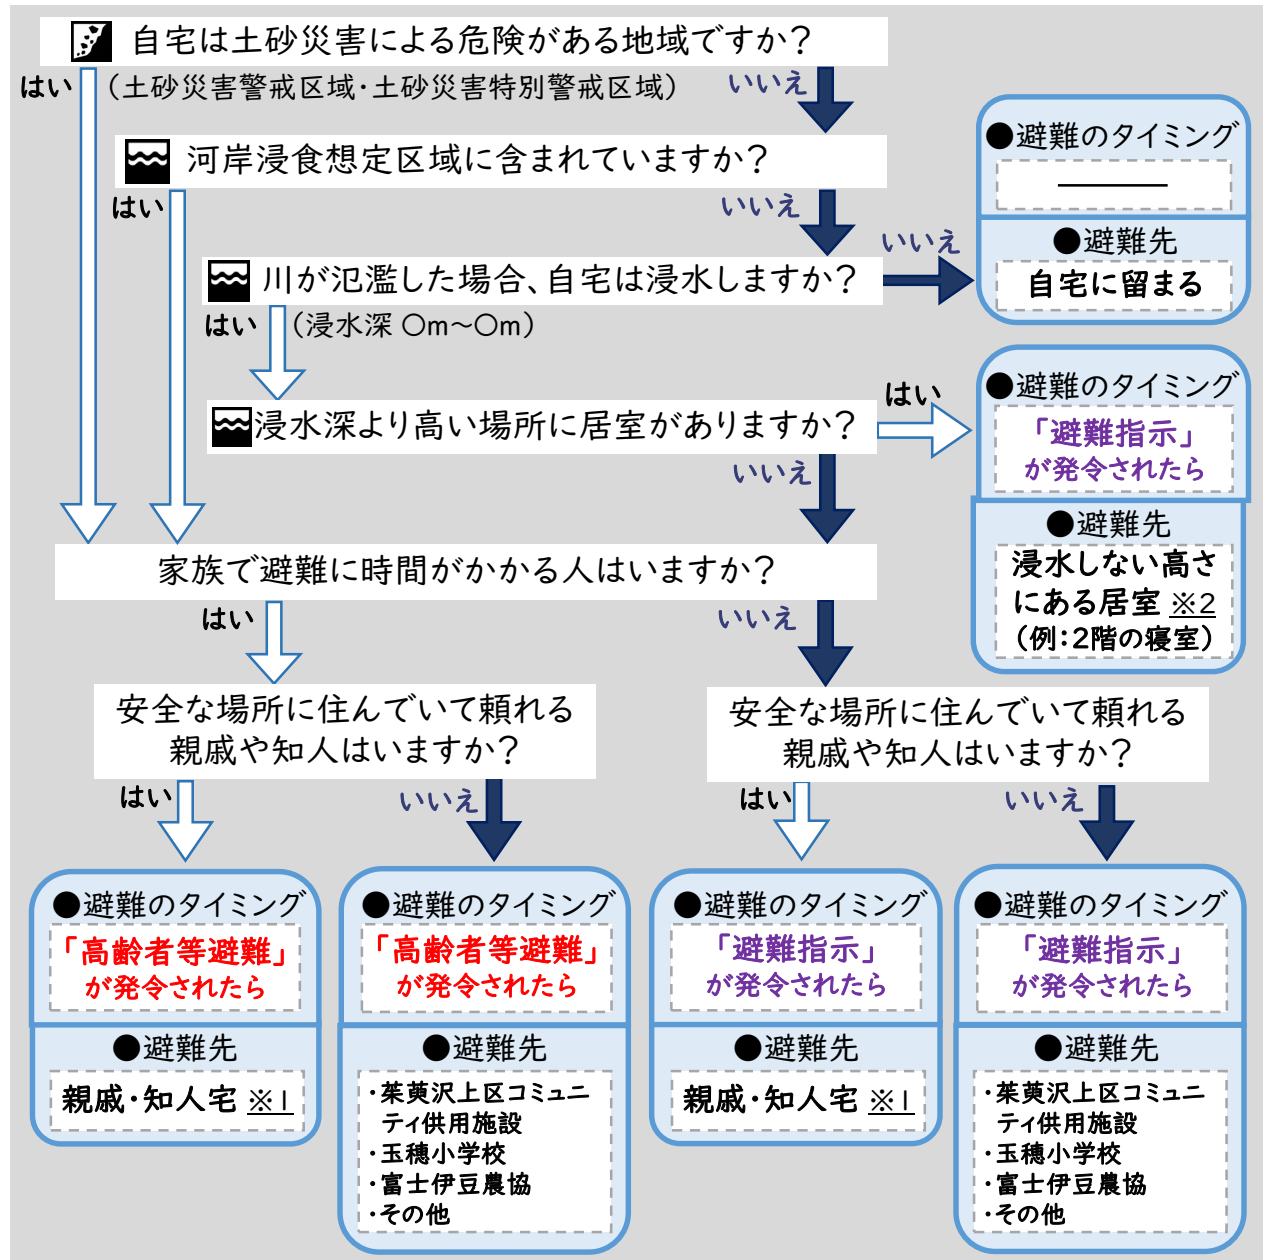 自宅は土砂災害による危険がある地域ですか？
はい
（土砂災害警戒区域・土砂災害特別警戒区域）
いいえ
河岸浸食想定区域に含まれていますか？
はい
いいえ
川が氾濫した場合、自宅は浸水しますか？
いいえ
はい
（浸水深 〇m～〇m）
●避難のタイミング
―――――
●避難先
自宅に留まる
浸水深より高い場所に居室がありますか？
はい
いいえ
●避難のタイミング
「避難指示」
が発令されたら
●避難先
浸水しない高さ
にある居室 ※2
（例：2階の寝室）
家族で避難に時間がかかる人はいますか？
はい
いいえ
安全な場所に住んでいて頼れる
親戚や知人はいますか？
はい
いいえ
安全な場所に住んでいて頼れる
親戚や知人はいますか？
はい
いいえ
●避難のタイミング
「高齢者等避難」
が発令されたら
●避難先
親戚・知人宅 ※1
●避難のタイミング
「高齢者等避難」
が発令されたら
●避難先
・茱萸沢上区コミュニ
ティ供用施設
・玉穂小学校
・富士伊豆農協
・その他
●避難のタイミング
「避難指示」
が発令されたら
●避難先
親戚・知人宅 ※1
●避難のタイミング
「避難指示」
が発令されたら
●避難先
・茱萸沢上区コミュニ
ティ供用施設
・玉穂小学校
・富士伊豆農協
・その他